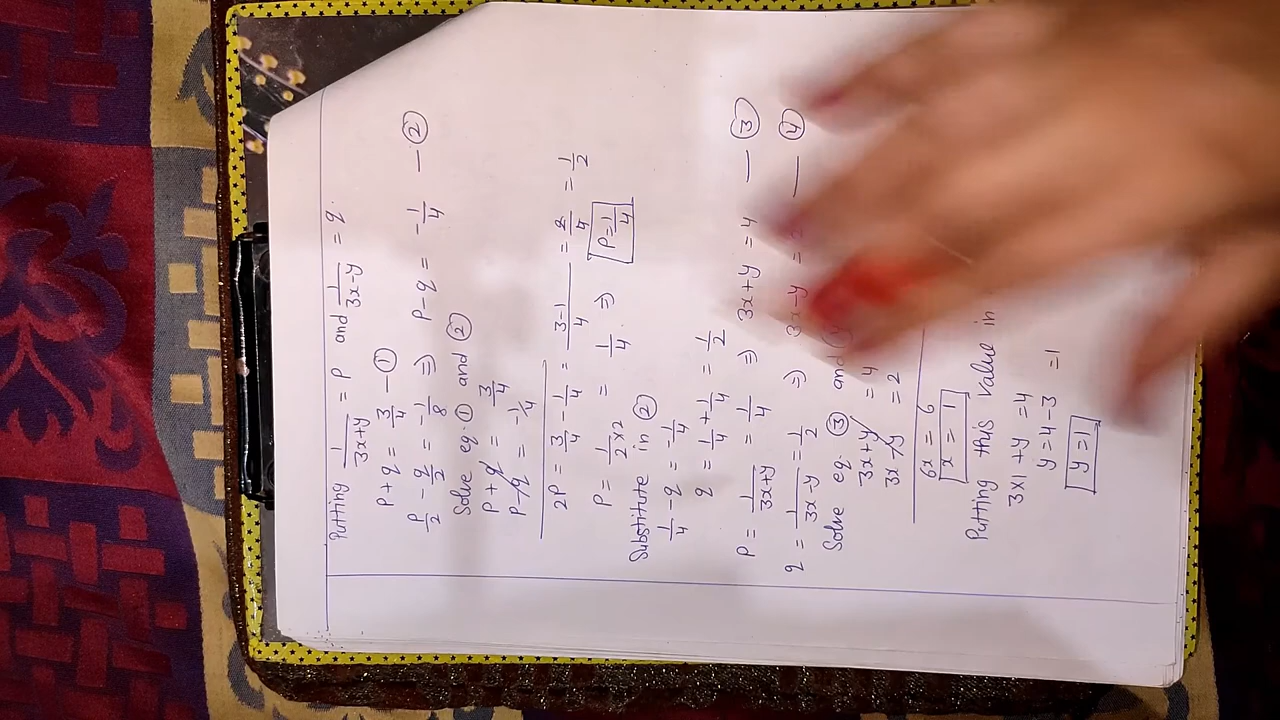 Putting 1/(3x+y) = P and 1/(3x-y) = q.
P + q = 3/4 — ①
P/2 - q/2 = -1/8 ⇒ P - q = -1/4 — ②
Solve eq. ① and ②
P + q = 3/4
P - q = -1/4
2P = 3/4 - 1/4 = (3-1)/4 = 2/4 = 1/2
P = 1/(2×2) = 1/4 ⇒ P = 1/4
Substitute in ②
1/4 - q = -1/4
q = 1/4 + 1/4 = 1/2
P = 1/(3x+y) = 1/4 ⇒ 3x+y = 4 — ③
q = 1/(3x-y) = 1/2 ⇒ 3x-y = — ④
Solve eq. ③ and
3x+y = 4
3x-y = 2
6x = 6
x = 1
Putting this value in
3×1+y = 4
y = 4-3 = 1
y = 1